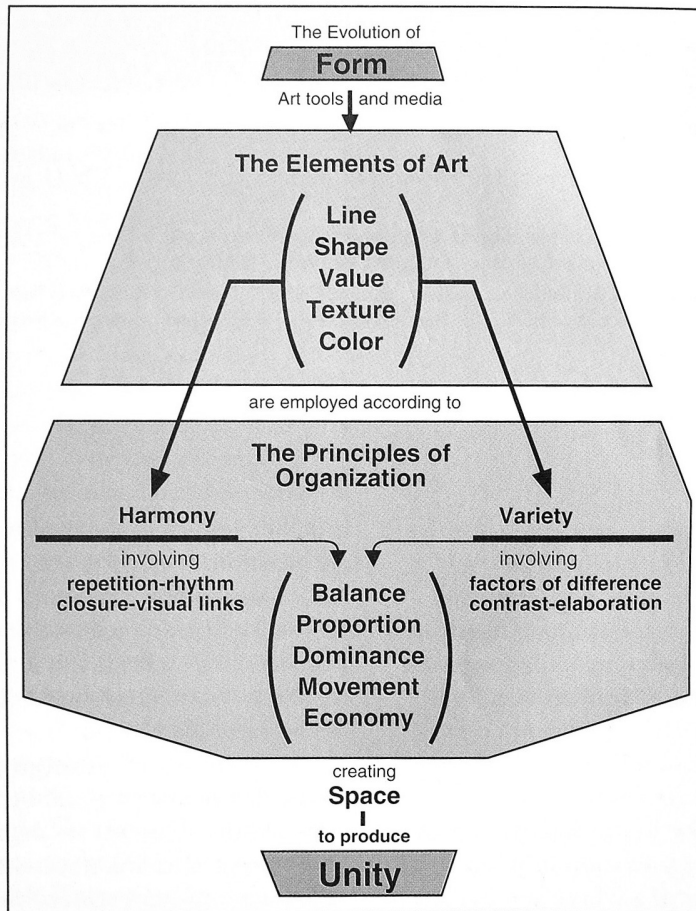 The Evolution of
Form
Art tools and media
The Elements of Art
Line
Shape
Value
Texture
Color
are employed according to
The Principles of
Organization
Harmony
involving
repetition-rhythm
closure-visual links
Variety
involving
factors of difference
contrast-elaboration
Balance
Proportion
Dominance
Movement
Economy
creating
Space
to produce
Unity